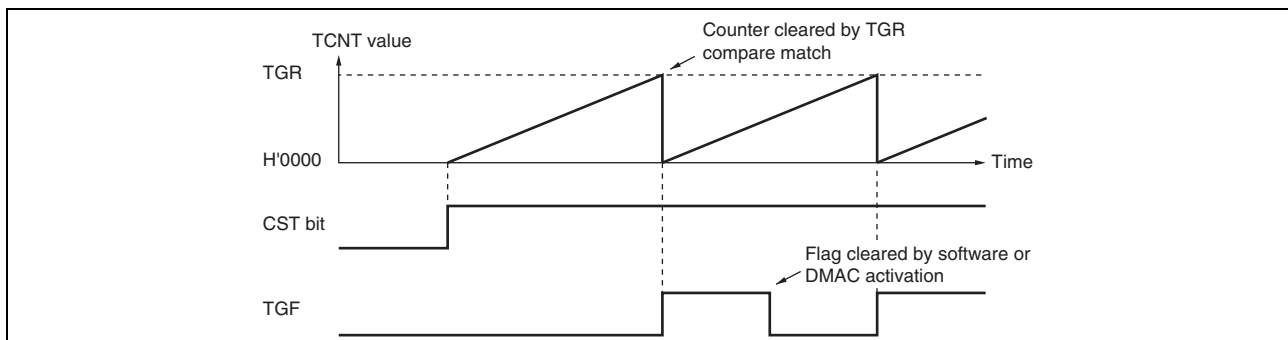 TCNT value
Counter cleared by TGR
compare match
TGR
H'0000
Time
CST bit
Flag cleared by software or
DMAC activation
TGF